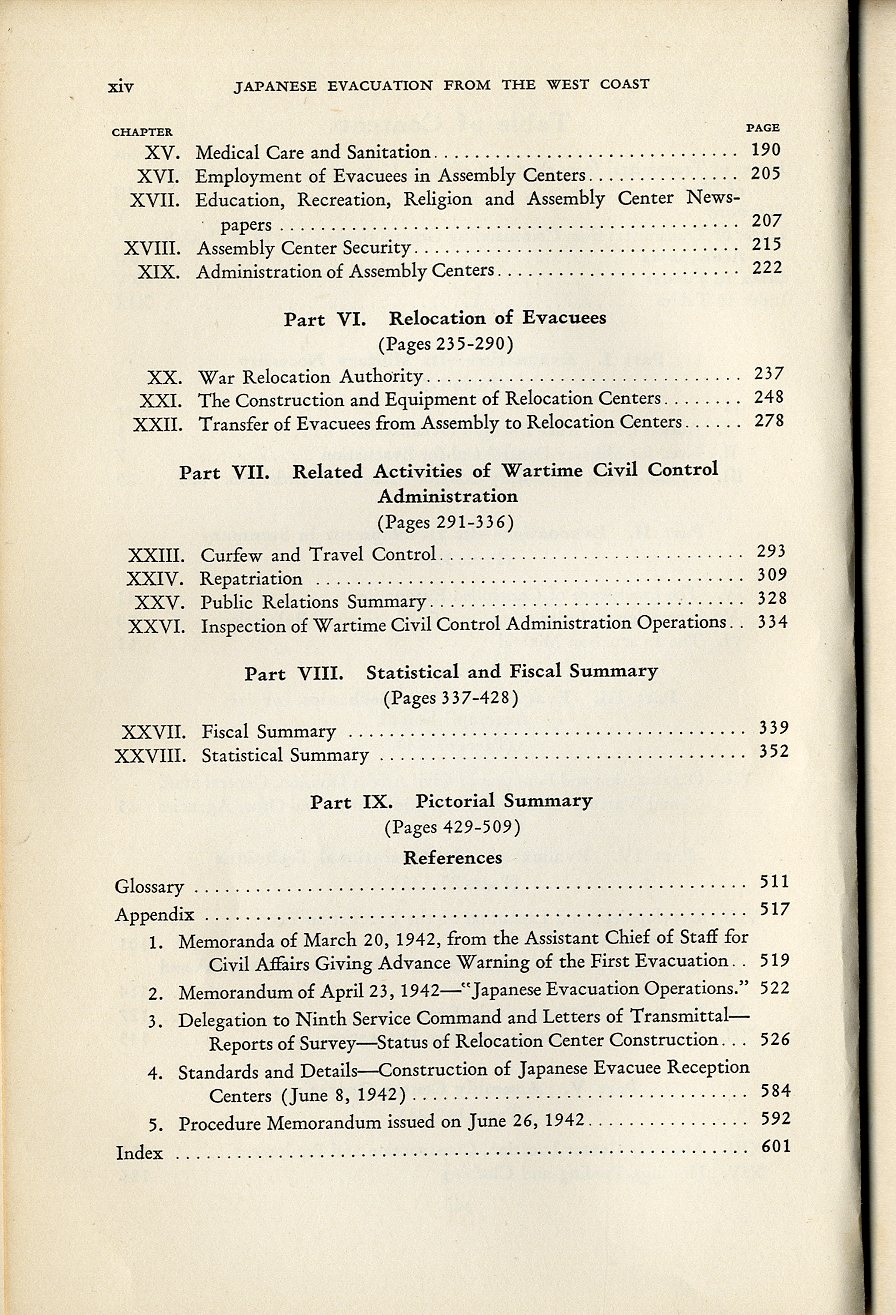 xiv JAPANESE EVACUATION FROM THE WEST COAST
CHAPTER PAGE
XV. Medical Care and Sanitation.............................. 190
XVI. Employment of Evacuees in Assembly Centers............... 205
XVII. Education, Recreation, Religion and Assembly Center News-
papers ............................................. 207
XVIII. Assembly Center Security................................ 215
XIX. Administration of Assembly Centers........................ 222
Part VI. Relocation of Evacuees
(Pages 235-290)
XX. War Relocation Authority............................... 237
XXI. The Construction and Equipment of Relocation Centers........ 248
XXII. Transfer of Evacuees from Assembly to Relocation Centers...... 278
Part VII. Related Activities of Wartime Civil Control
Administration
(Pages 291-336)
XXIII. Curfew and Travel Control.............................. 293
XXIV. Repatriation .......................................... 309
XXV. Public Relations Summary............................... 328
XXVI. Inspection of Wartime Civil Control Administration Operations.. 334
Part VIII. Statistical and Fiscal Summary
(Pages 337-428)
XXVII. Fiscal Summary ....................................... 339
XXVIII. Statistical Summary .................................... 352
Part IX. Pictorial Summary
(Pages 429-509)
References
Glossary ...................................................... 511
Appendix ..................................................... 517
1. Memoranda of March 20, 1942, from the Assistant Chief of Staff for
Civil Affairs Giving Advance Warning of the First Evacuation.. 519
2. Memorandum of April 23, 1942—"Japanese Evacuation Operations." 522
3. Delegation to Ninth Service Command and Letters of Transmittal—
Reports of Survey—Status of Relocation Center Construction... 526
4. Standards and Details—Construction of Japanese Evacuee Reception
Centers (June 8, 1942)................................. 584
5. Procedure Memorandum issued on June 26, 1942................ 592
Index ........................................................ 601